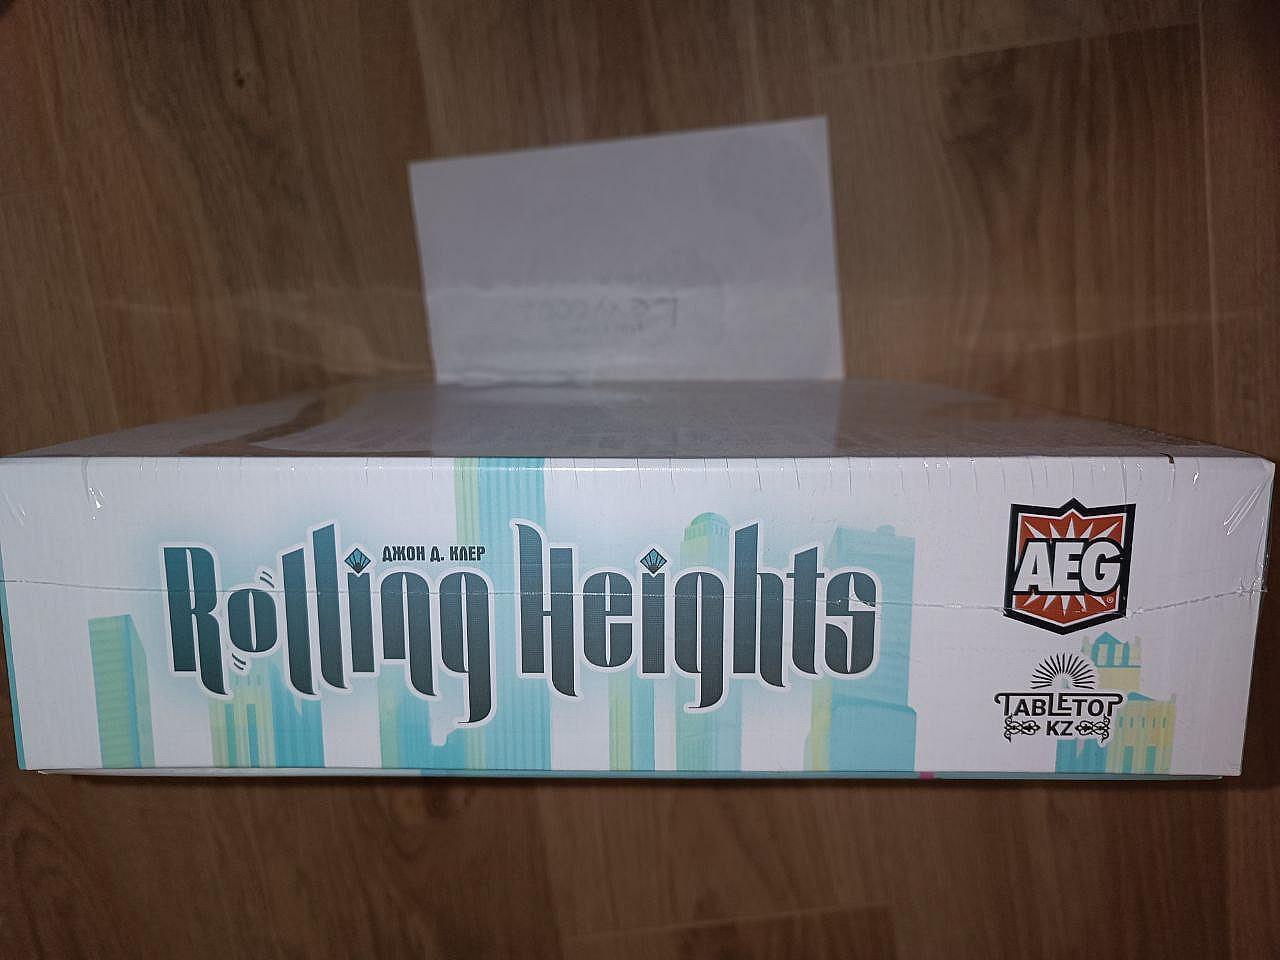 ДЖОН Д. КЛЕР
Rolling Heights
AEG
TABLETOP
KZ